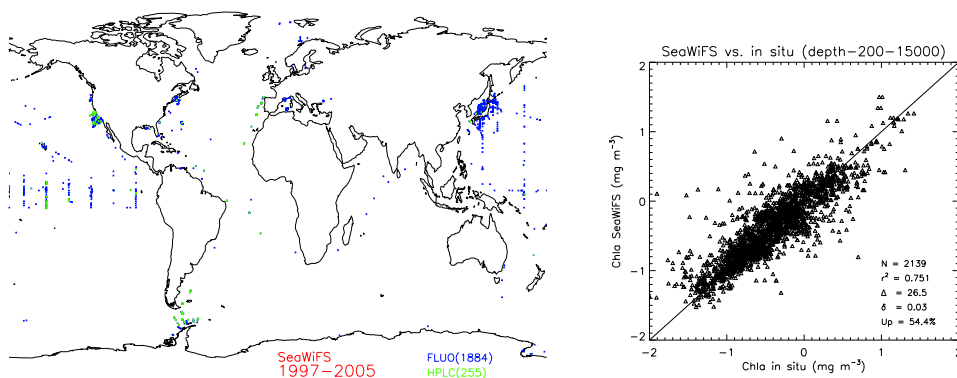 SeaWiFS
1997-2005
FLUO(1884)
HPLC(255)
SeaWiFS vs. in situ (depth-200-15000)
Chla SeaWiFS (mg m⁻³)
2
1
0
-1
-2
N = 2139
r² = 0.751
Δ = 26.5
δ = 0.03
Up = 54.4%
-2 -1 0 1 2
Chla in situ (mg m⁻³)